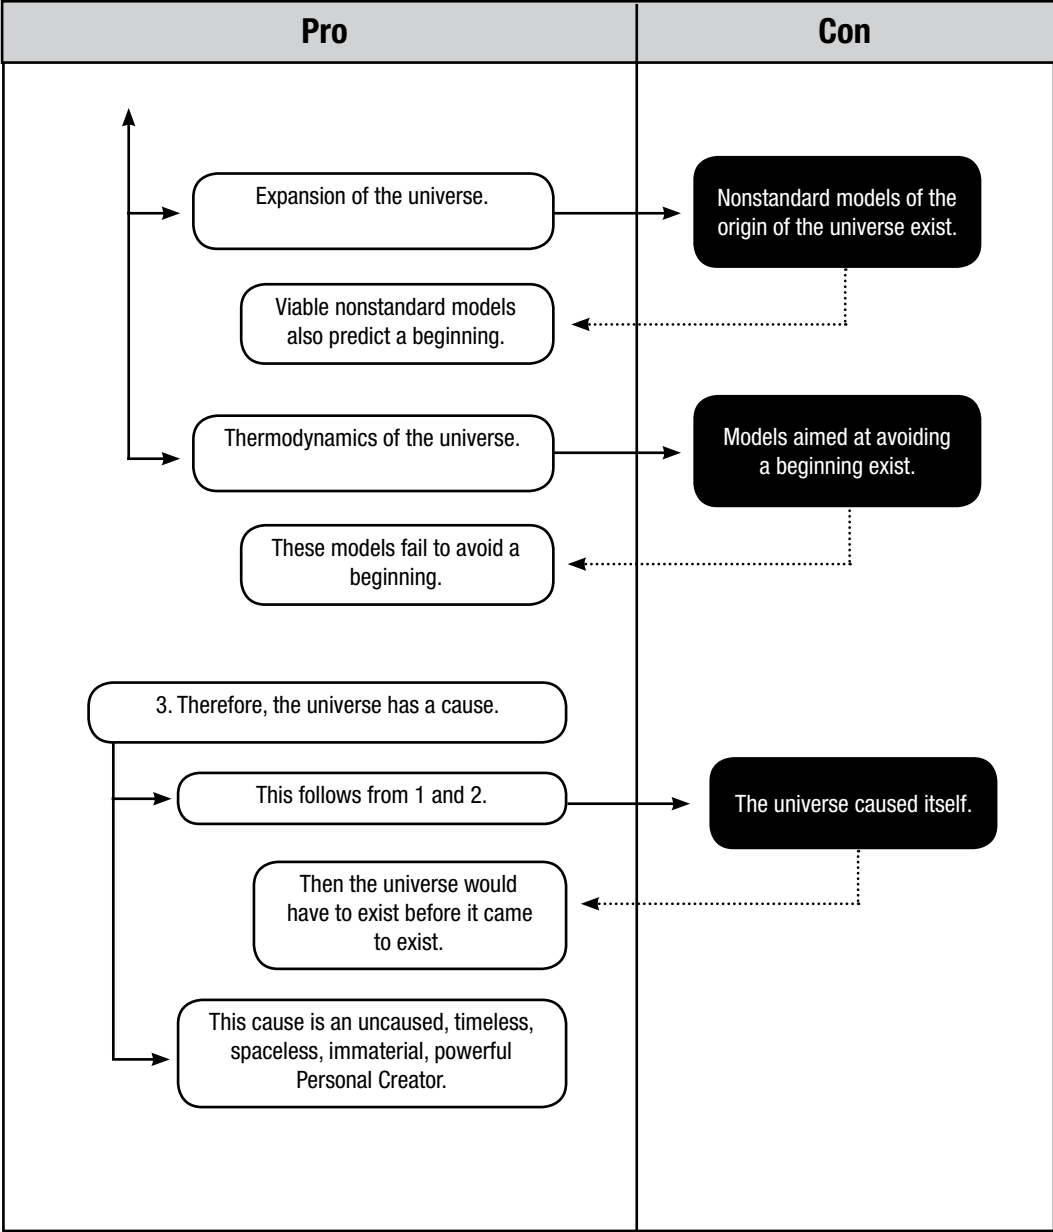 Pro
Con
Expansion of the universe.
Nonstandard models of the
origin of the universe exist.
Viable nonstandard models
also predict a beginning.
Thermodynamics of the universe.
Models aimed at avoiding
a beginning exist.
These models fail to avoid a
beginning.
3. Therefore, the universe has a cause.
This follows from 1 and 2.
The universe caused itself.
Then the universe would
have to exist before it came
to exist.
This cause is an uncaused, timeless,
spaceless, immaterial, powerful
Personal Creator.